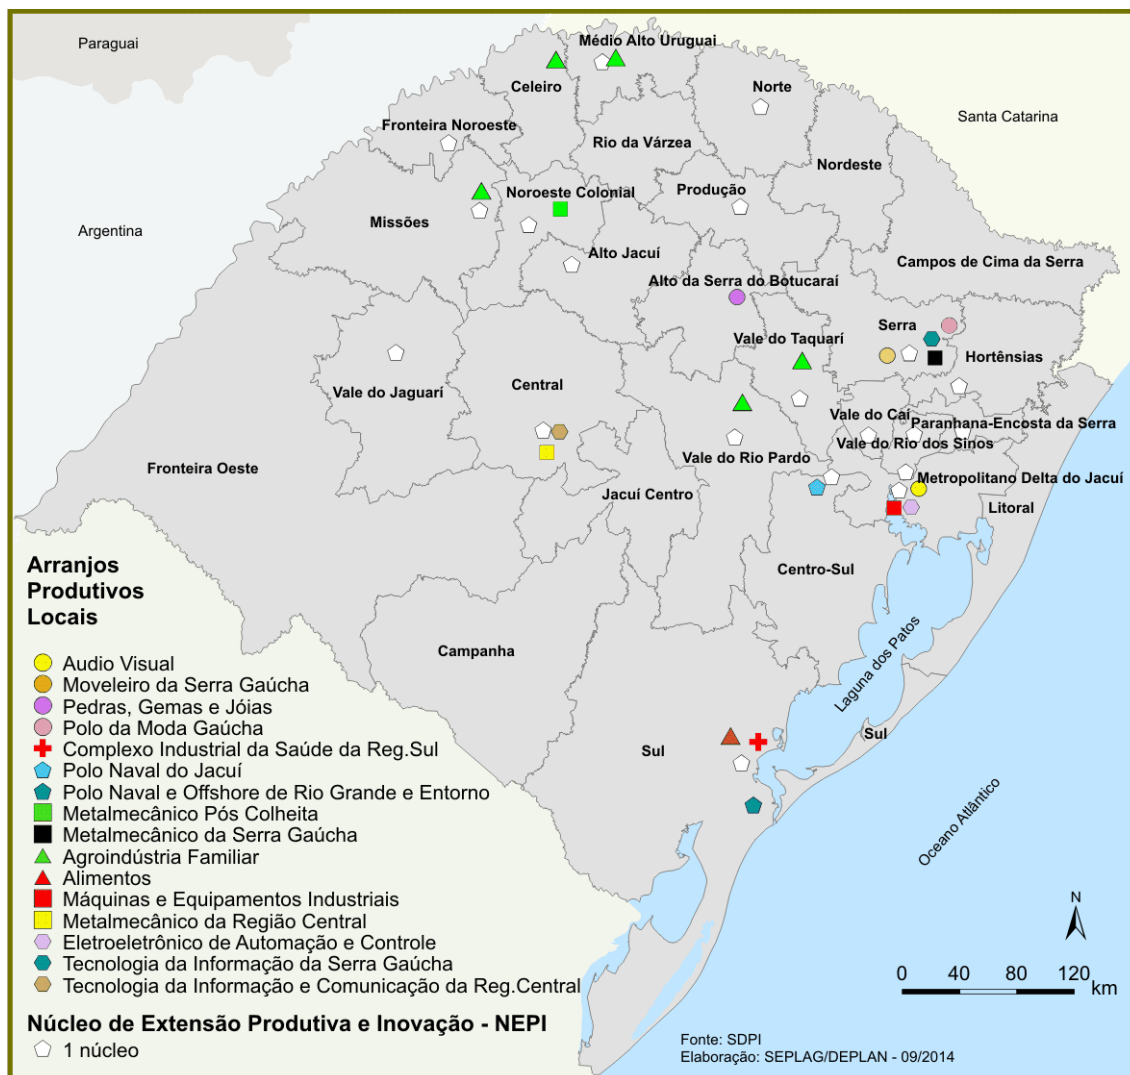 Paraguai
Médio Alto Uruguai
Celeiro
Norte
Santa Catarina
Fronteira Noroeste
Rio da Várzea
Nordeste
Noroeste Colonial
Produção
Missões
Argentina
Alto Jacuí
Campos de Cima da Serra
Alto da Serra do Botucaraí
Serra
Vale do Taquarí
Hortênsias
Central
Vale do Jaguarí
Vale do Caí
Paranhana-Encosta da Serra
Vale do Rio dos Sinos
Vale do Rio Pardo
Fronteira Oeste
Metropolitano Delta do Jacuí
Jacuí Centro
Litoral
Centro-Sul
Campanha
Laguna dos Patos
Sul
Sul
Oceano Atlântico
Arranjos
Produtivos
Locais
Audio Visual
Moveleiro da Serra Gaúcha
Pedras, Gemas e Jóias
Polo da Moda Gaúcha
Complexo Industrial da Saúde da Reg.Sul
Polo Naval do Jacuí
Polo Naval e Offshore de Rio Grande e Entorno
Metalmecânico Pós Colheita
Metalmecânico da Serra Gaúcha
Agroindústria Familiar
Alimentos
Máquinas e Equipamentos Industriais
Metalmecânico da Região Central
Eletroeletrônico de Automação e Controle
Tecnologia da Informação da Serra Gaúcha
Tecnologia da Informação e Comunicação da Reg.Central
Núcleo de Extensão Produtiva e Inovação - NEPI
1 núcleo
N
0 40 80 120
km
Fonte: SDPI
Elaboração: SEPLAG/DEPLAN - 09/2014